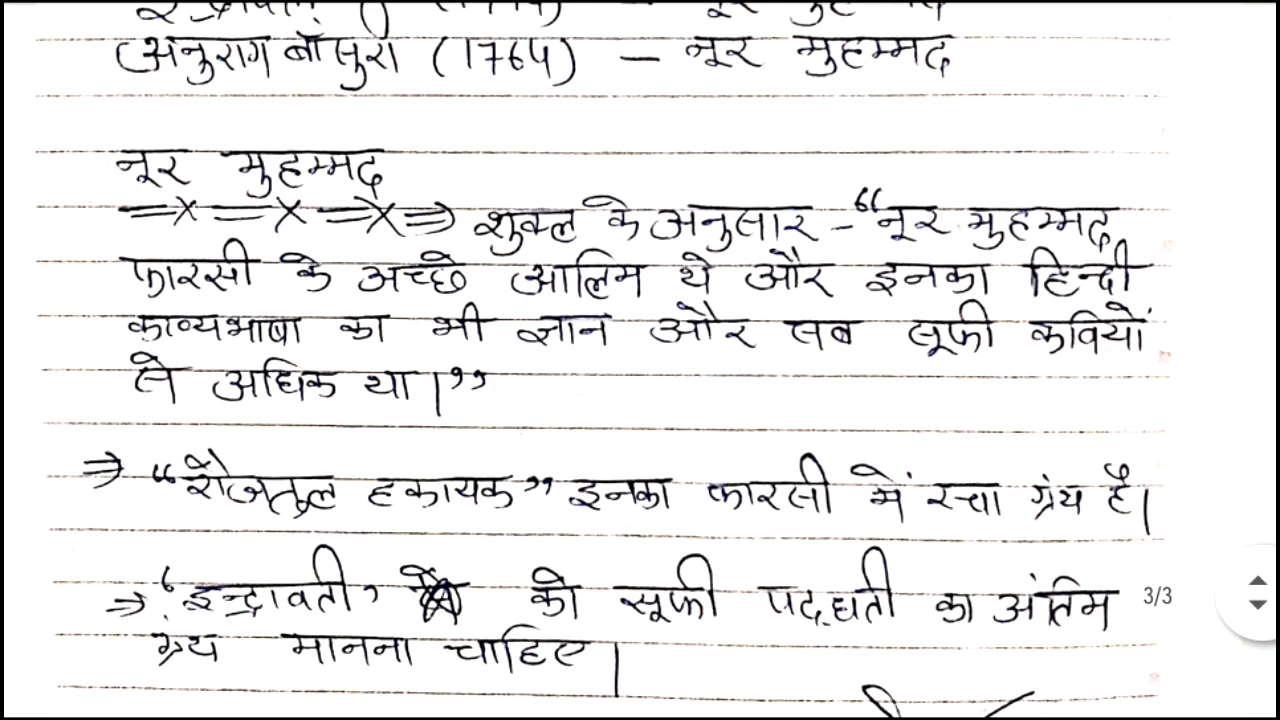 (अनुराग बाँसुरी (1764) — नूर मुहम्मद
नूर मुहम्मद
=x=x=x⇒ शुक्ल के अनुसार - “नूर मुहम्मद
फारसी के अच्छे आलिम थे और इनका हिन्दी
काव्यभाषा का भी ज्ञान और सब सूफी कवियों
से अधिक था।”
⇒ “रौजतुल हकायक” इनका फारसी में रचा ग्रंथ है।
⇒ ‘इन्द्रावती’ को सूफी पद्धती का अंतिम
3/3
ग्रंथ मानना चाहिए।